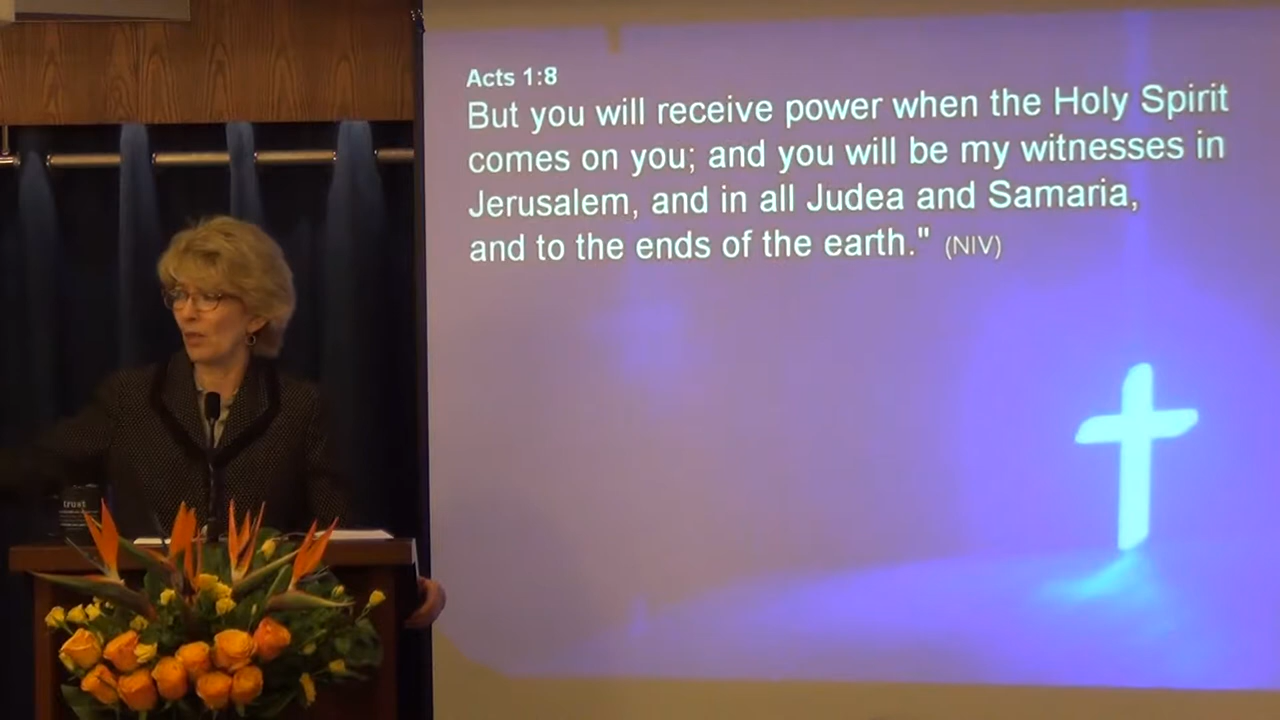 Acts 1:8
But you will receive power when the Holy Spirit
comes on you; and you will be my witnesses in
Jerusalem, and in all Judea and Samaria,
and to the ends of the earth." (NIV)
trust